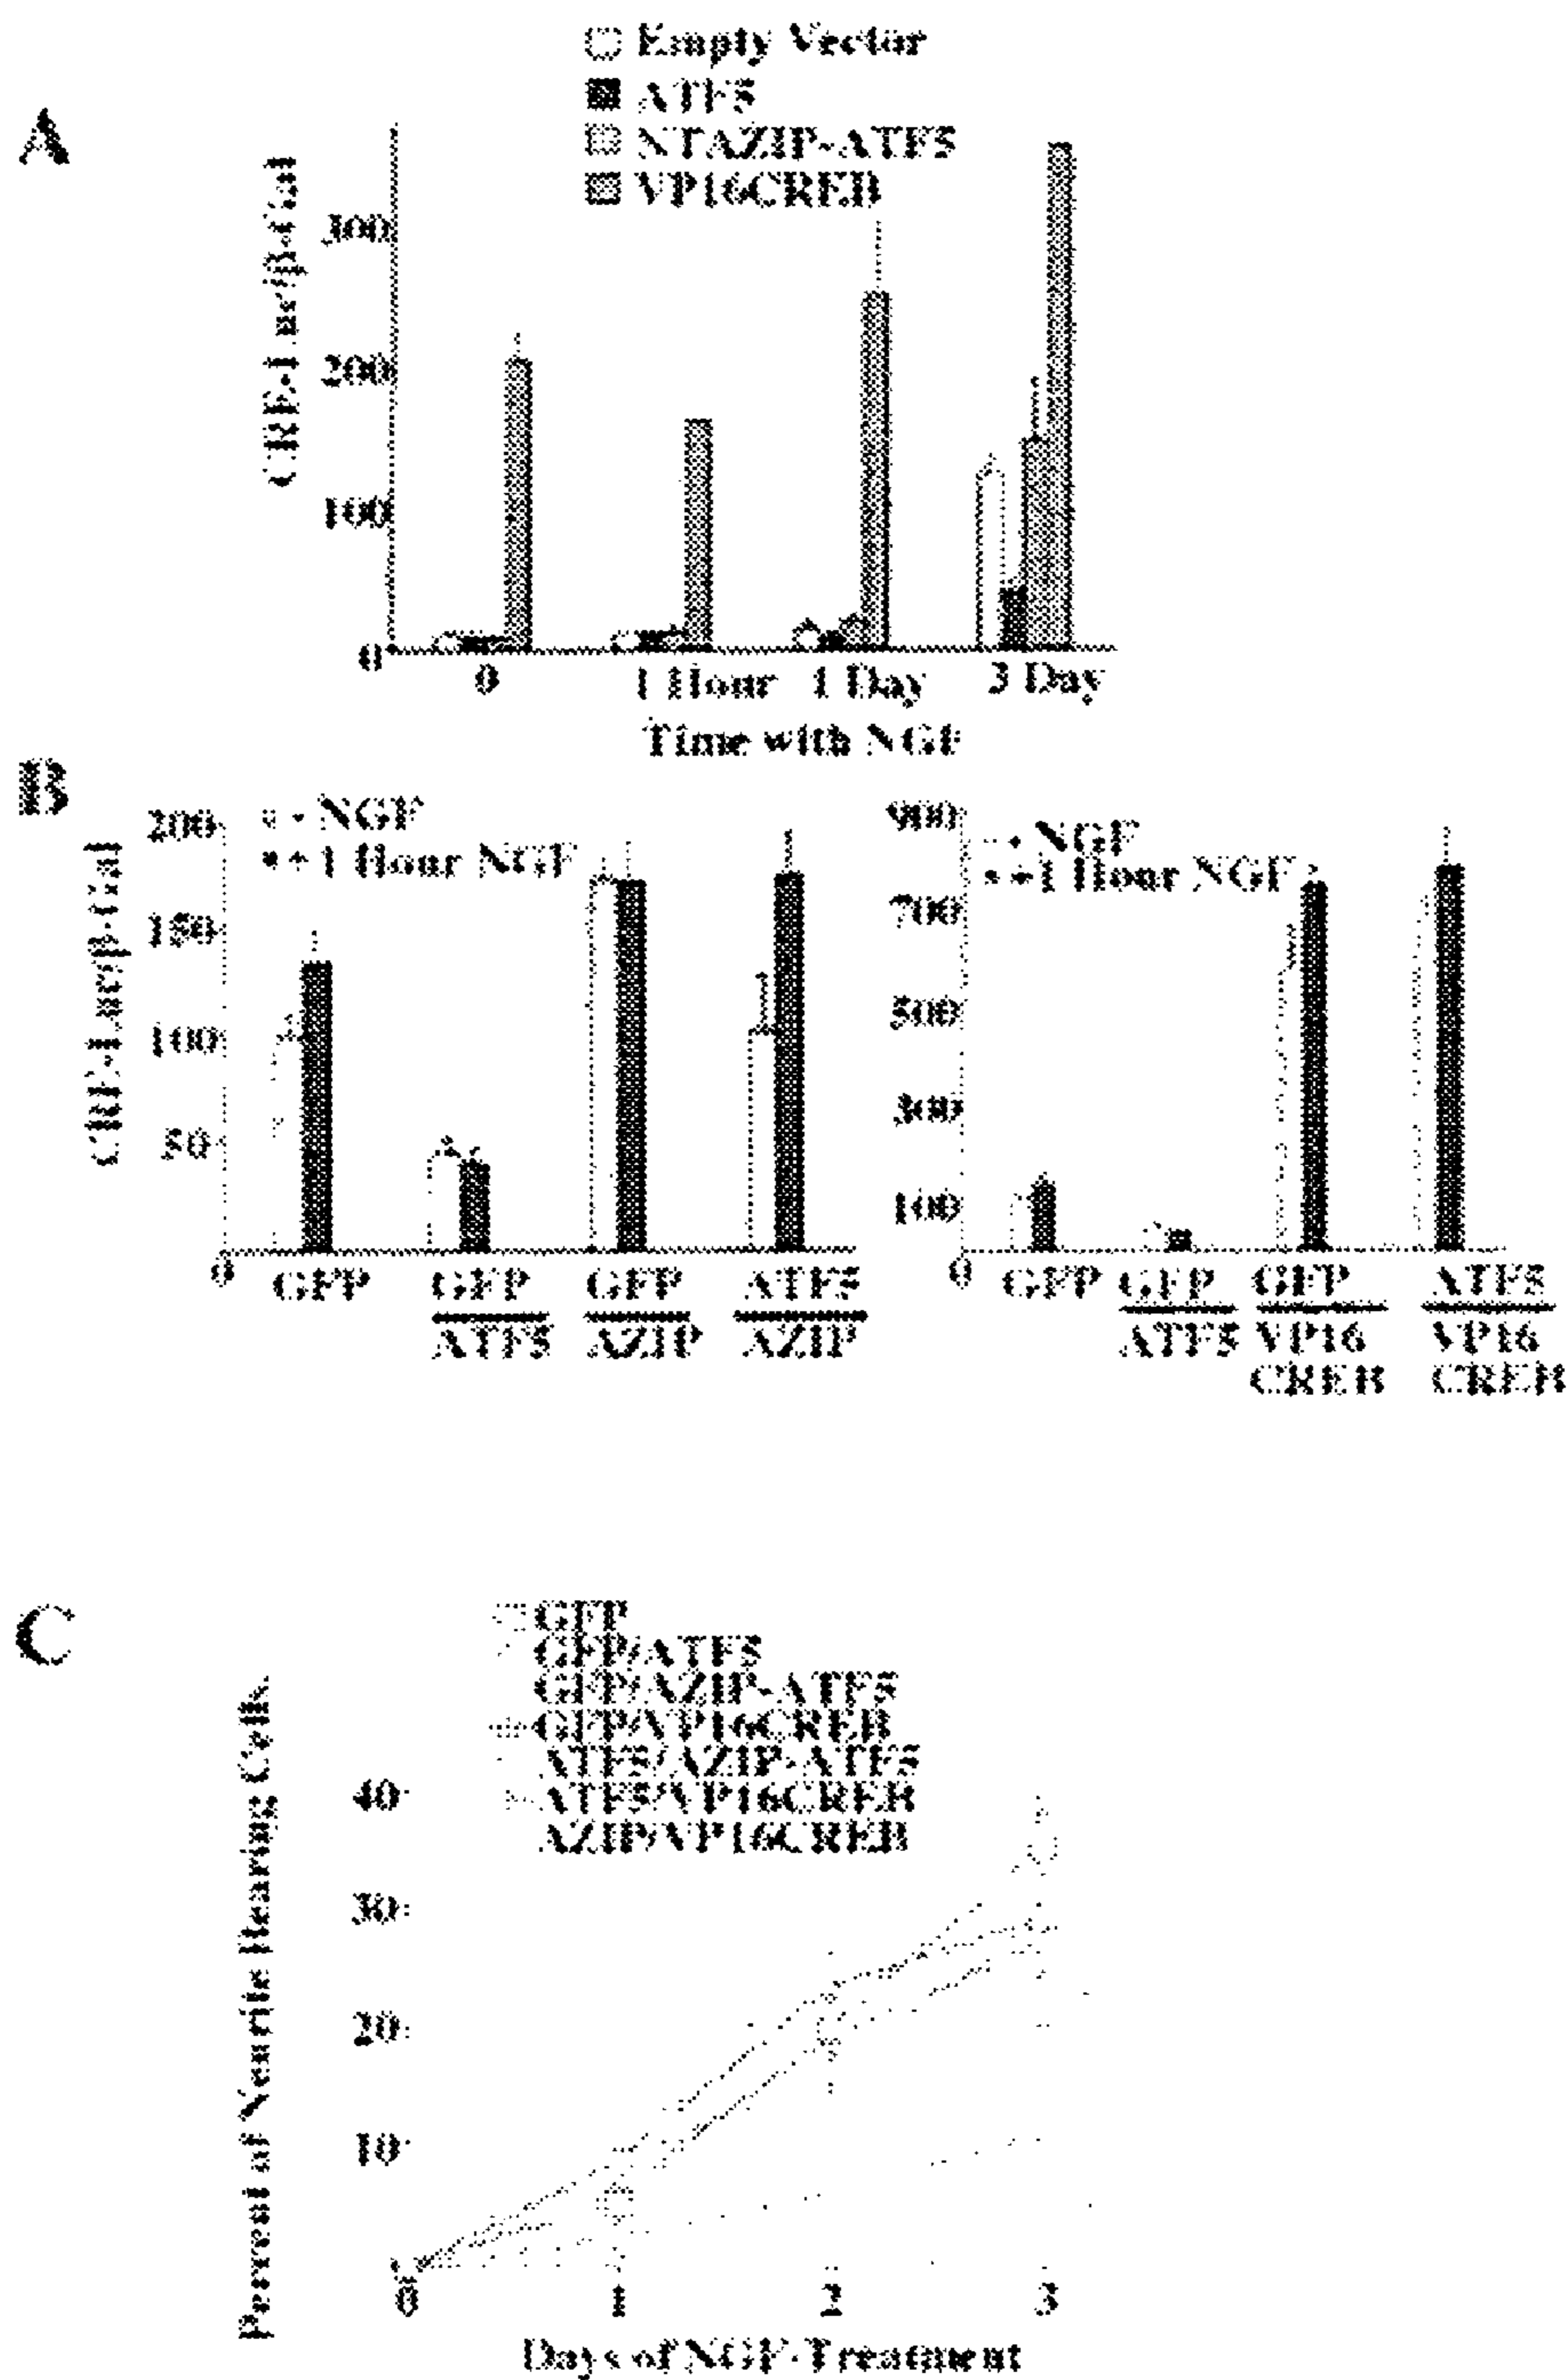 Empty Vector
A
ATF5
NTAZIP-ATF5
VP16CREB
CRE-Luc/β-Gal
300
200
100
0
0 1 Hour 1 Day 3 Day
Time with NGF
B
CRE-Luc/β-Gal
200
150
100
50
0
- NGF
+ 1 Hour NGF
GFP GFP GFP ATF5
ATF5 AZIP AZIP
900
700
500
300
100
0
- NGF
+1 Hour NGF
GFP GFP GFP ATF5
ATF5 VP16 VP16
CREB CREB
C
GFP
GFP/ATF5
GFP/AZIP-ATF5
GFP/VP16CREB
ATF5/AZIP-ATF5
ATF5/VP16CREB
AZIP/VP16CREB
Percent of Neurite Bearing Cells
40
30
20
10
0
0 1 2 3
Days of NGF-Treatment